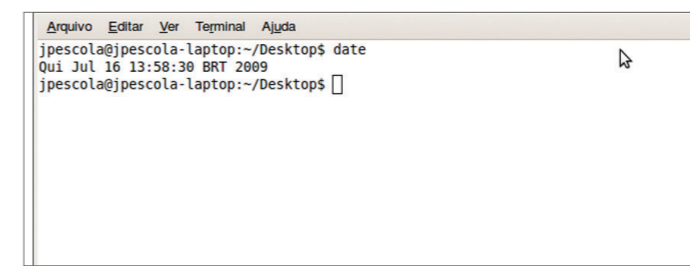 Arquivo Editar Ver Terminal Ajuda
jpescola@jpescola-laptop:~/Desktop$ date
Qui Jul 16 13:58:30 BRT 2009
jpescola@jpescola-laptop:~/Desktop$